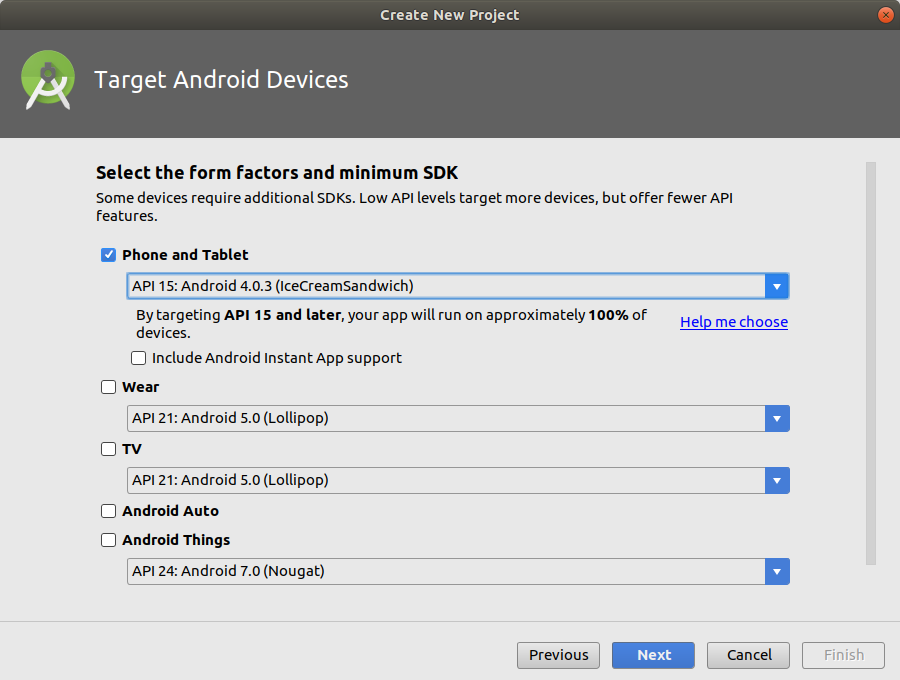 Create New Project
Target Android Devices
Select the form factors and minimum SDK
Some devices require additional SDKs. Low API levels target more devices, but offer fewer API
features.
Phone and Tablet
API 15: Android 4.0.3 (IceCreamSandwich)
By targeting API 15 and later, your app will run on approximately 100% of
devices.
Help me choose
Include Android Instant App support
Wear
API 21: Android 5.0 (Lollipop)
TV
API 21: Android 5.0 (Lollipop)
Android Auto
Android Things
API 24: Android 7.0 (Nougat)
Previous Next Cancel Finish